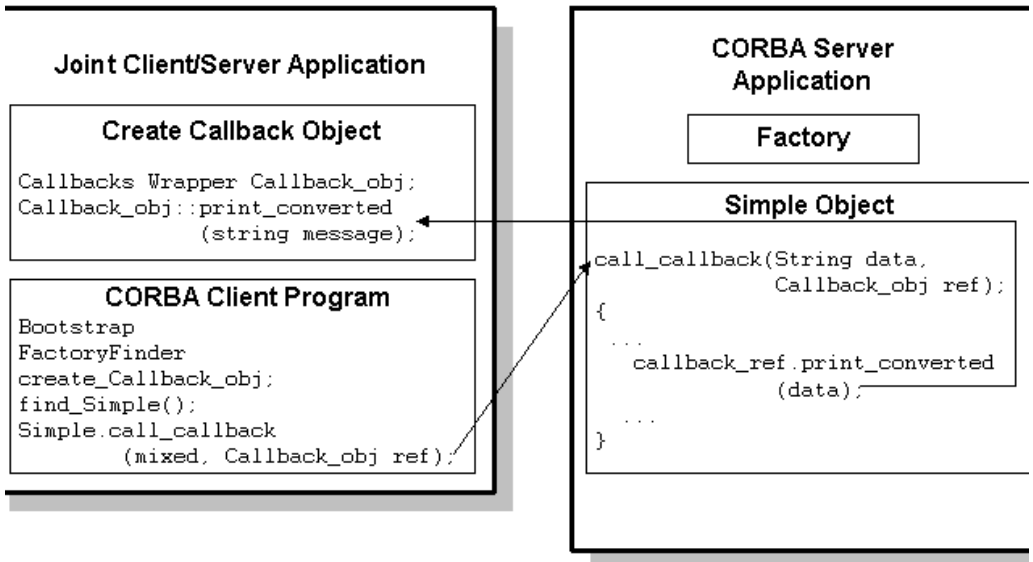 Joint Client/Server Application
Create Callback Object
Callbacks Wrapper Callback_obj;
Callback_obj::print_converted
(string message);
CORBA Client Program
Bootstrap
FactoryFinder
create_Callback_obj;
find_Simple();
Simple.call_callback
(mixed, Callback_obj ref);
CORBA Server
Application
Factory
Simple Object
call_callback(String data,
Callback_obj ref);
{
...
callback_ref.print_converted
(data);
...
}